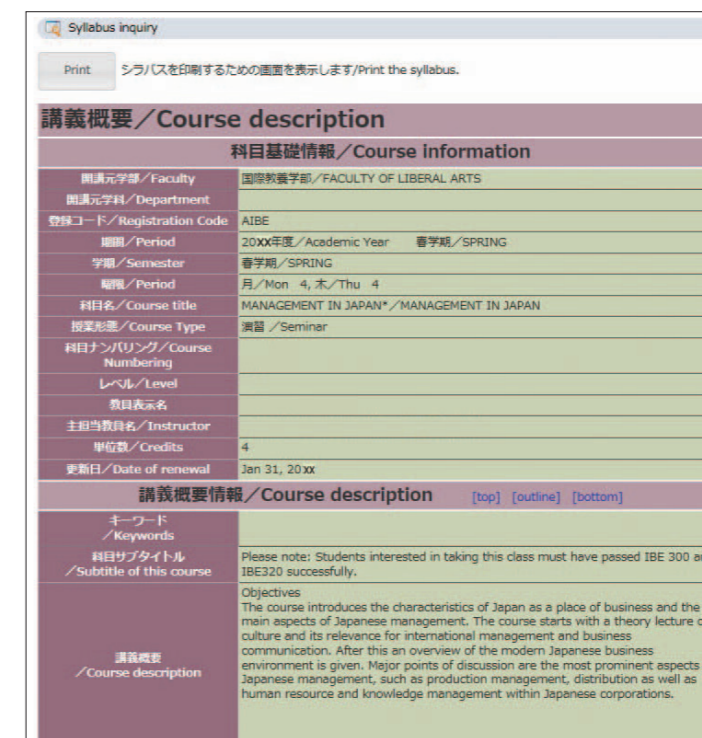 Syllabus inquiry
Print シラバスを印刷するための画面を表示します/Print the syllabus.
講義概要／Course description
科目基礎情報／Course information
開講元学部／Faculty 国際教養学部／FACULTY OF LIBERAL ARTS
開講元学科／Department
登録コード／Registration Code AIBE
期間／Period 20XX年度／Academic Year 春学期／SPRING
学期／Semester 春学期／SPRING
曜限／Period 月／Mon 4, 木／Thu 4
科目名／Course title MANAGEMENT IN JAPAN*／MANAGEMENT IN JAPAN
授業形態／Course Type 演習 ／Seminar
科目ナンバリング／Course
Numbering
レベル／Level
教員表示名
主担当教員名／Instructor
単位数／Credits 4
更新日／Date of renewal Jan 31, 20xx
講義概要情報／Course description [top] [outline] [bottom]
キーワード
／Keywords
科目サブタイトル
／Subtitle of this course
Please note: Students interested in taking this class must have passed IBE 300
IBE320 successfully.
講義概要
／Course description
Objectives
The course introduces the characteristics of Japan as a place of business and the
main aspects of Japanese management. The course starts with a theory lecture
culture and its relevance for international management and business
communication. After this an overview of the modern Japanese business
environment is given. Major points of discussion are the most prominent aspects
Japanese management, such as production management, distribution as well as
human resource and knowledge management within Japanese corporations.